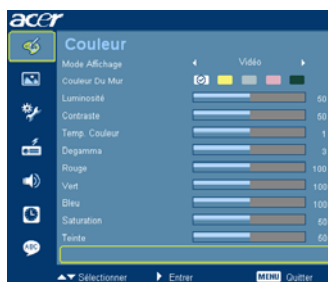 acer
Couleur
Mode Affichage Vidéo
Couleur Du Mur
Luminosité 50
Contraste 50
Temp. Couleur 1
Degamma 3
Rouge 100
Vert 100
Bleu 100
Saturation 50
Teinte 50
ABC
Sélectionner Entrer MENU Quitter